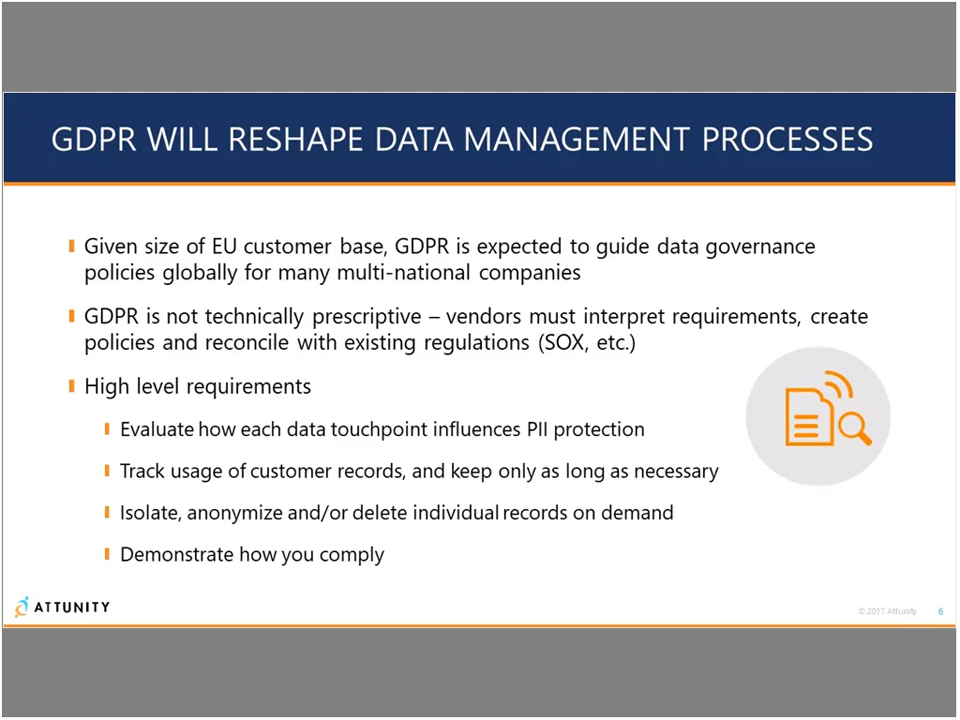 GDPR WILL RESHAPE DATA MANAGEMENT PROCESSES
Given size of EU customer base, GDPR is expected to guide data governance
policies globally for many multi-national companies
GDPR is not technically prescriptive – vendors must interpret requirements, create
policies and reconcile with existing regulations (SOX, etc.)
High level requirements
Evaluate how each data touchpoint influences PII protection
Track usage of customer records, and keep only as long as necessary
Isolate, anonymize and/or delete individual records on demand
Demonstrate how you comply
ATTUNITY
© 2017 Attunity 6